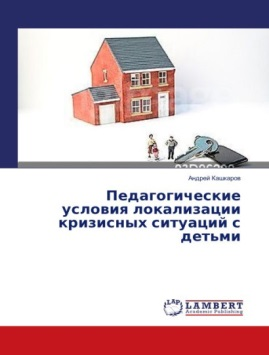 Андрей Кашкаров
Педагогические
условия локализации
кризисных ситуаций с
детьми
LAMBERT
Academic Publishing